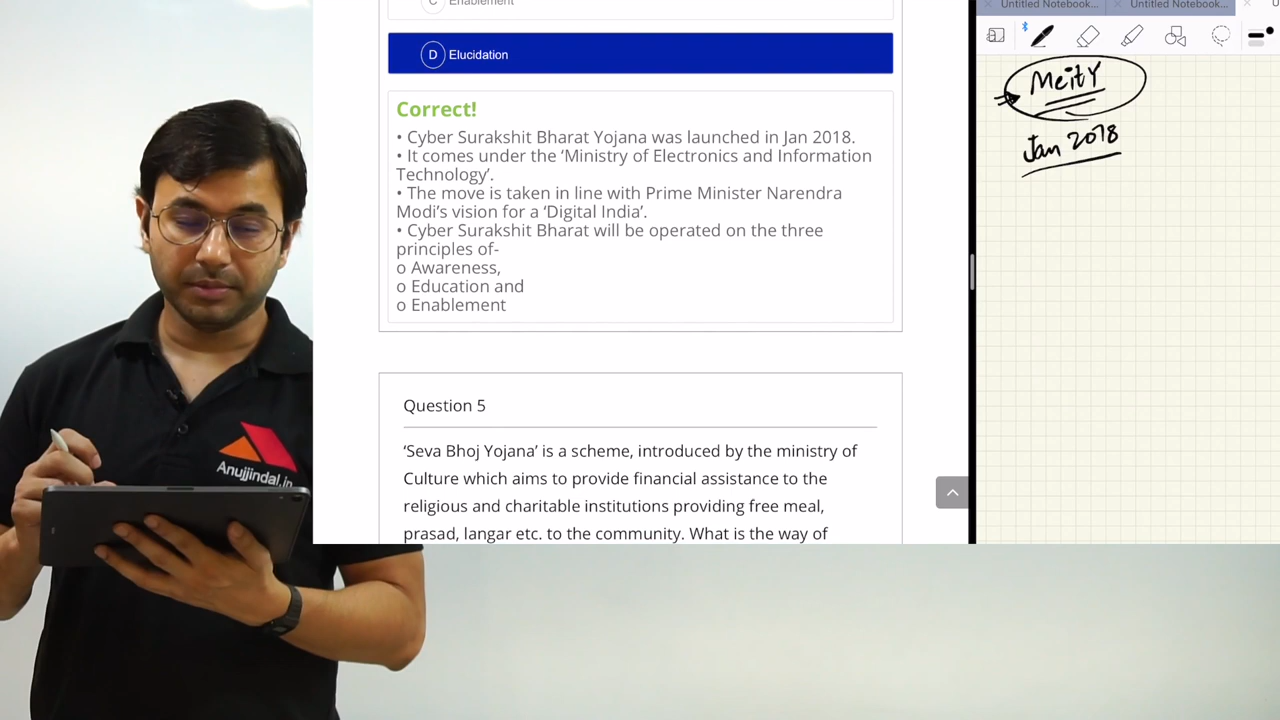 C Enablement
D Elucidation
Correct!
• Cyber Surakshit Bharat Yojana was launched in Jan 2018.
• It comes under the ‘Ministry of Electronics and Information
Technology’.
• The move is taken in line with Prime Minister Narendra
Modi’s vision for a ‘Digital India’.
• Cyber Surakshit Bharat will be operated on the three
principles of-
o Awareness,
o Education and
o Enablement
Question 5
‘Seva Bhoj Yojana’ is a scheme, introduced by the ministry of
Culture which aims to provide financial assistance to the
religious and charitable institutions providing free meal,
prasad, langar etc. to the community. What is the way of
Untitled Notebook...
Untitled Notebook...
U
MeitY
Jan 2018
Anujjindal.in